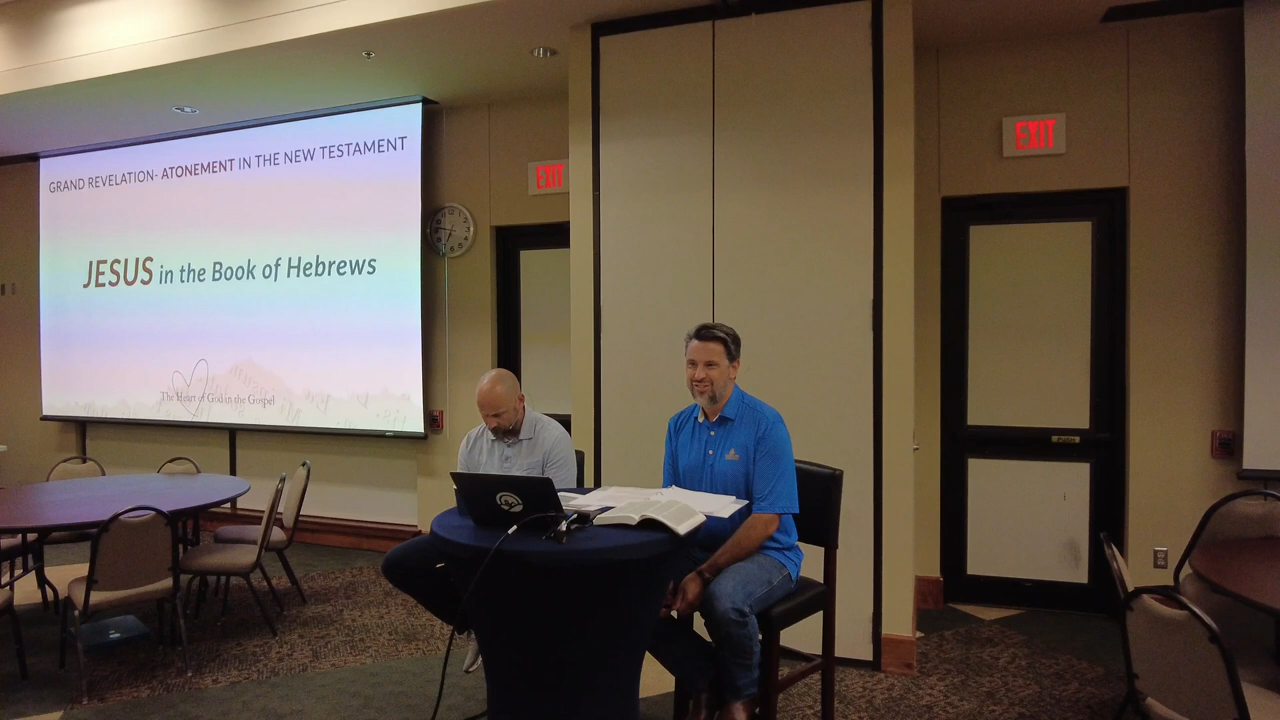 GRAND REVELATION- ATONEMENT IN THE NEW TESTAMENT
JESUS in the Book of Hebrews
The Heart of God in the Gospel
EXIT
EXIT